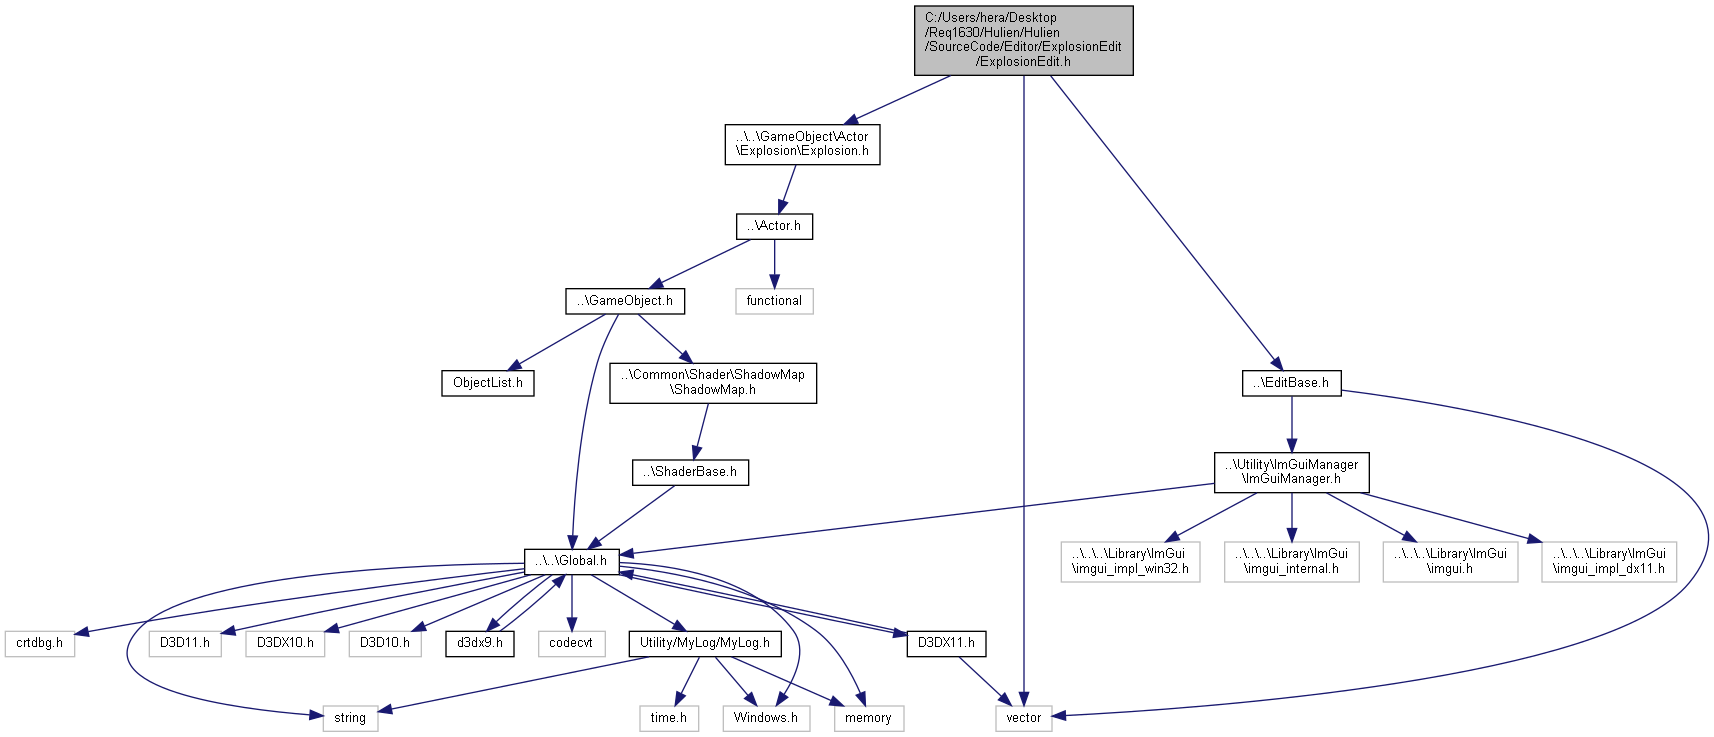 C:/Users/hera/Desktop
/Req1630/Hulien/Hulien
/SourceCode/Editor/ExplosionEdit
/ExplosionEdit.h
..\..\GameObject\Actor
\Explosion\Explosion.h
..\Actor.h
..\GameObject.h
functional
ObjectList.h
..\Common\Shader\ShadowMap
\ShadowMap.h
..\EditBase.h
..\ShaderBase.h
..\Utility\ImGuiManager
\ImGuiManager.h
..\..\Global.h
..\..\..\Library\ImGui
\imgui_impl_win32.h
..\..\..\Library\ImGui
\imgui_internal.h
..\..\..\Library\ImGui
\imgui.h
..\..\..\Library\ImGui
\imgui_impl_dx11.h
crtdbg.h
D3D11.h
D3DX10.h
D3D10.h
d3dx9.h
codecvt
Utility/MyLog/MyLog.h
D3DX11.h
string
time.h
Windows.h
memory
vector